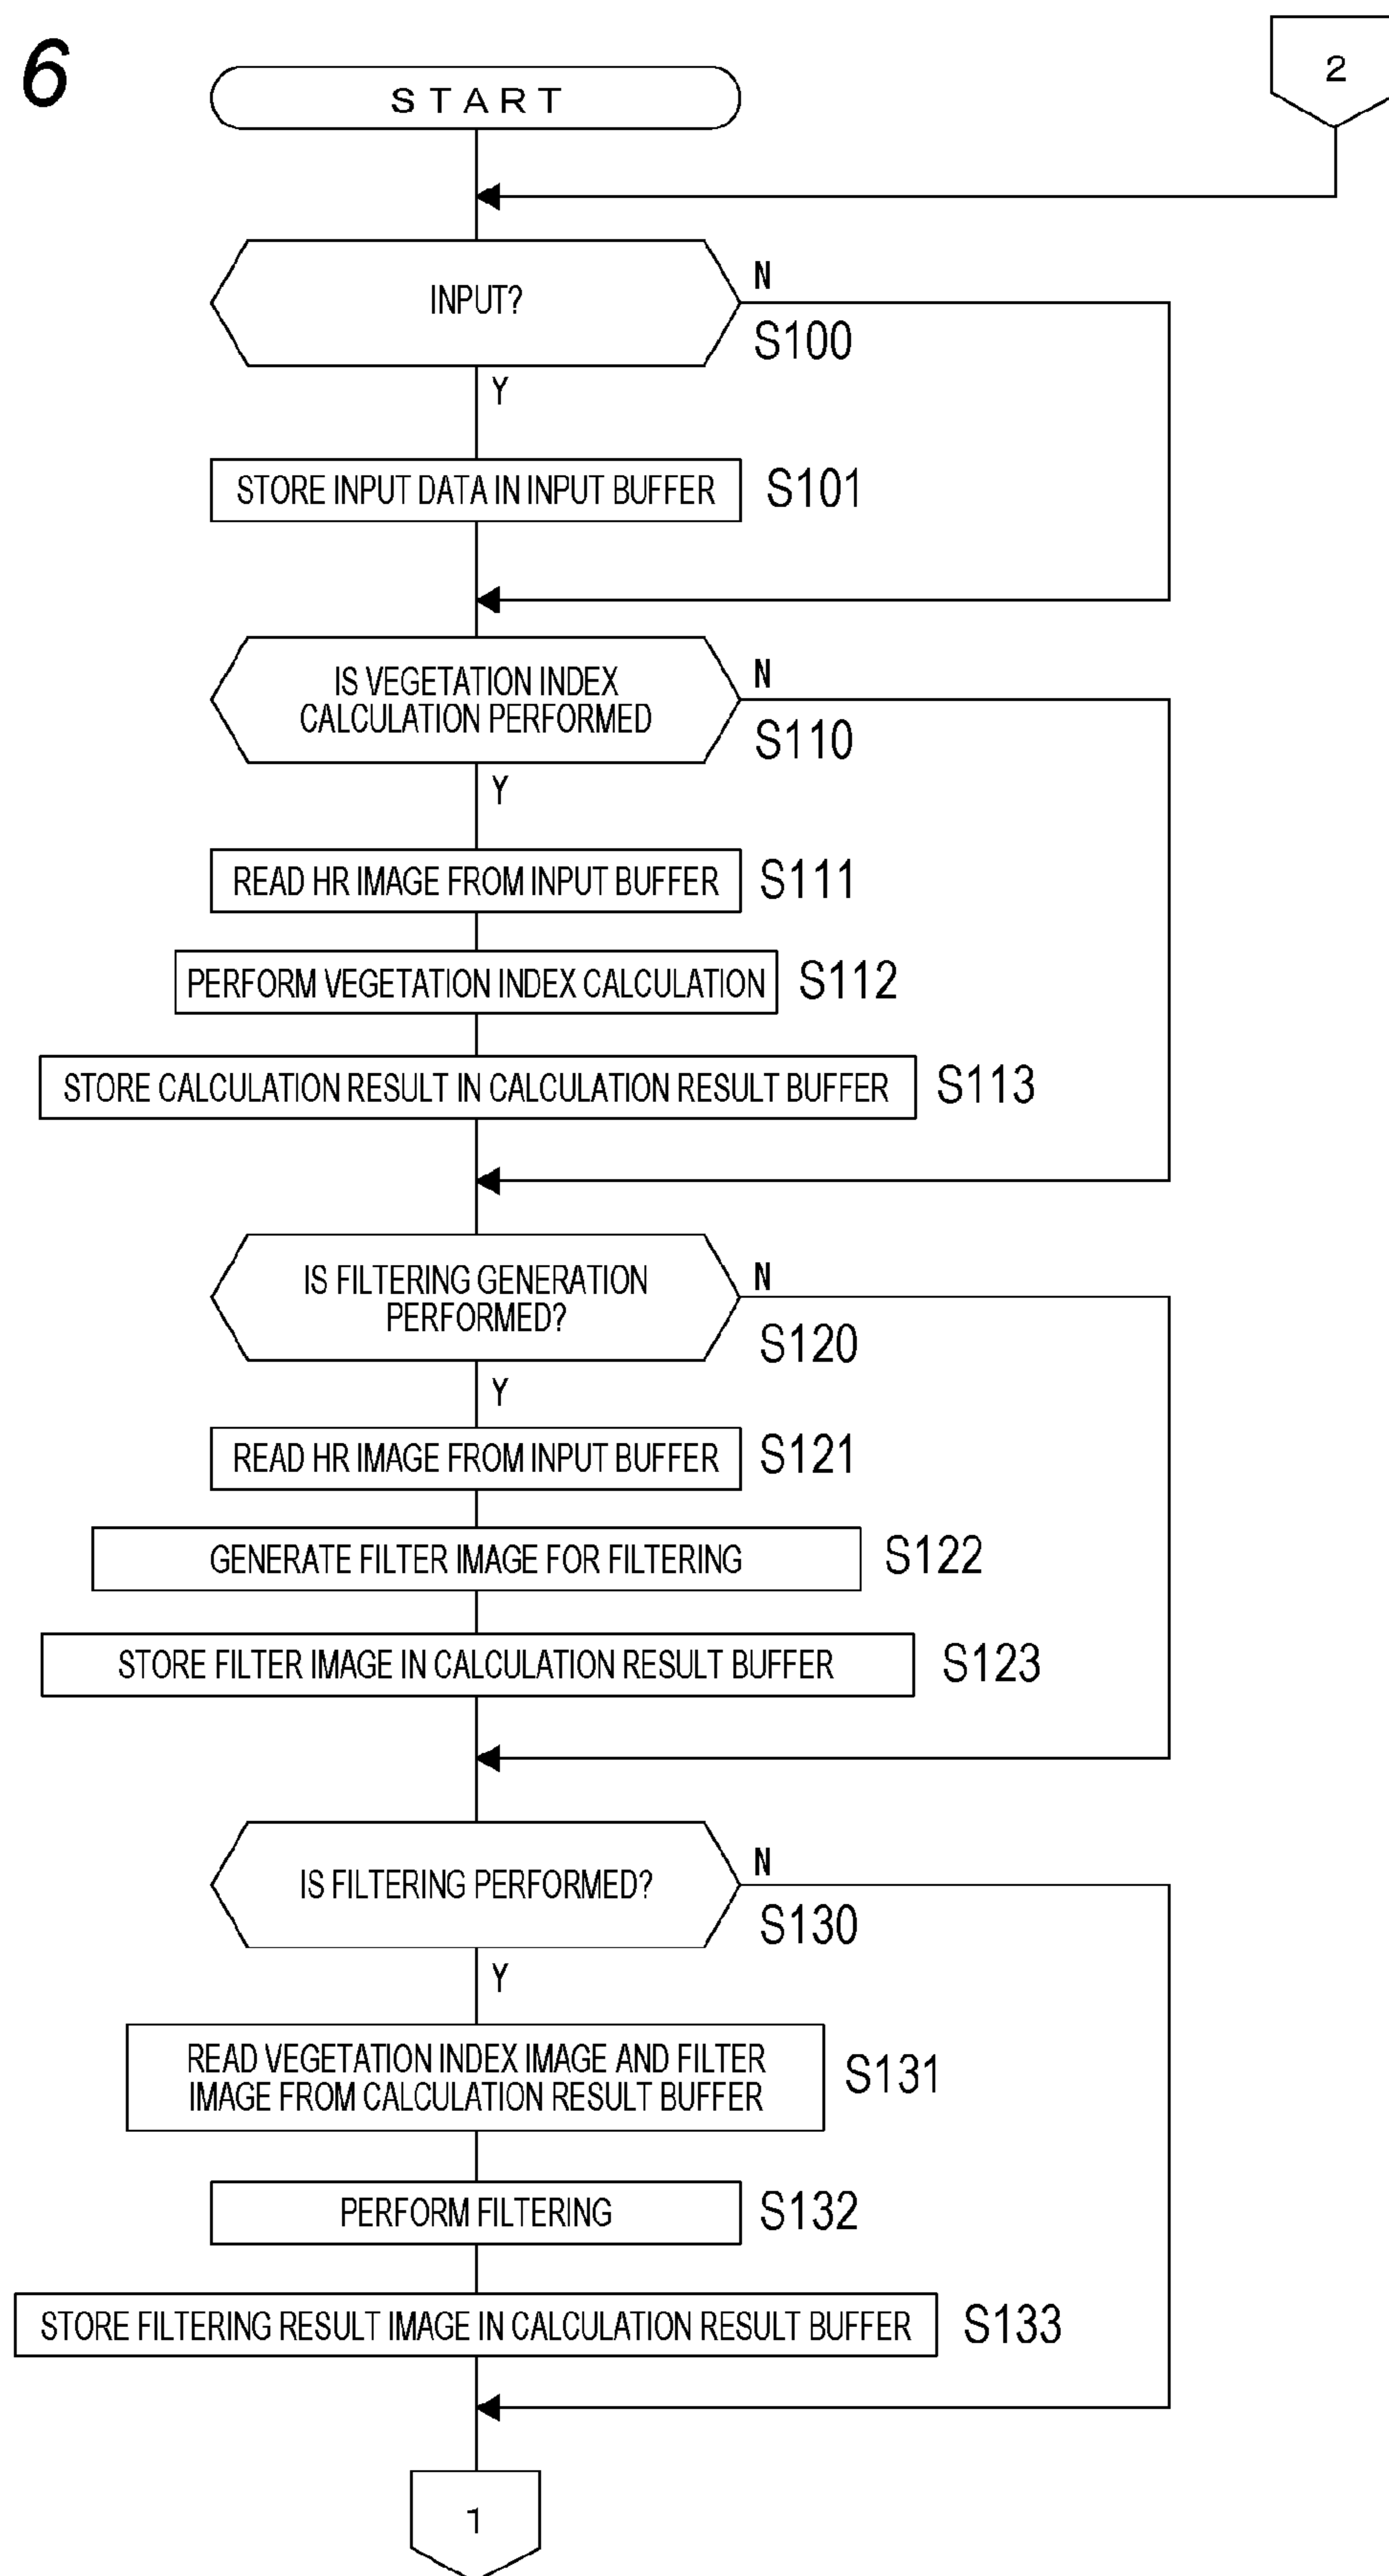 6
2
START
INPUT?
N
S100
Y
STORE INPUT DATA IN INPUT BUFFER
S101
IS VEGETATION INDEX
CALCULATION PERFORMED
N
S110
Y
READ HR IMAGE FROM INPUT BUFFER
S111
PERFORM VEGETATION INDEX CALCULATION
S112
STORE CALCULATION RESULT IN CALCULATION RESULT BUFFER
S113
IS FILTERING GENERATION
PERFORMED?
N
S120
Y
READ HR IMAGE FROM INPUT BUFFER
S121
GENERATE FILTER IMAGE FOR FILTERING
S122
STORE FILTER IMAGE IN CALCULATION RESULT BUFFER
S123
IS FILTERING PERFORMED?
N
S130
Y
READ VEGETATION INDEX IMAGE AND FILTER
IMAGE FROM CALCULATION RESULT BUFFER
S131
PERFORM FILTERING
S132
STORE FILTERING RESULT IMAGE IN CALCULATION RESULT BUFFER
S133
1